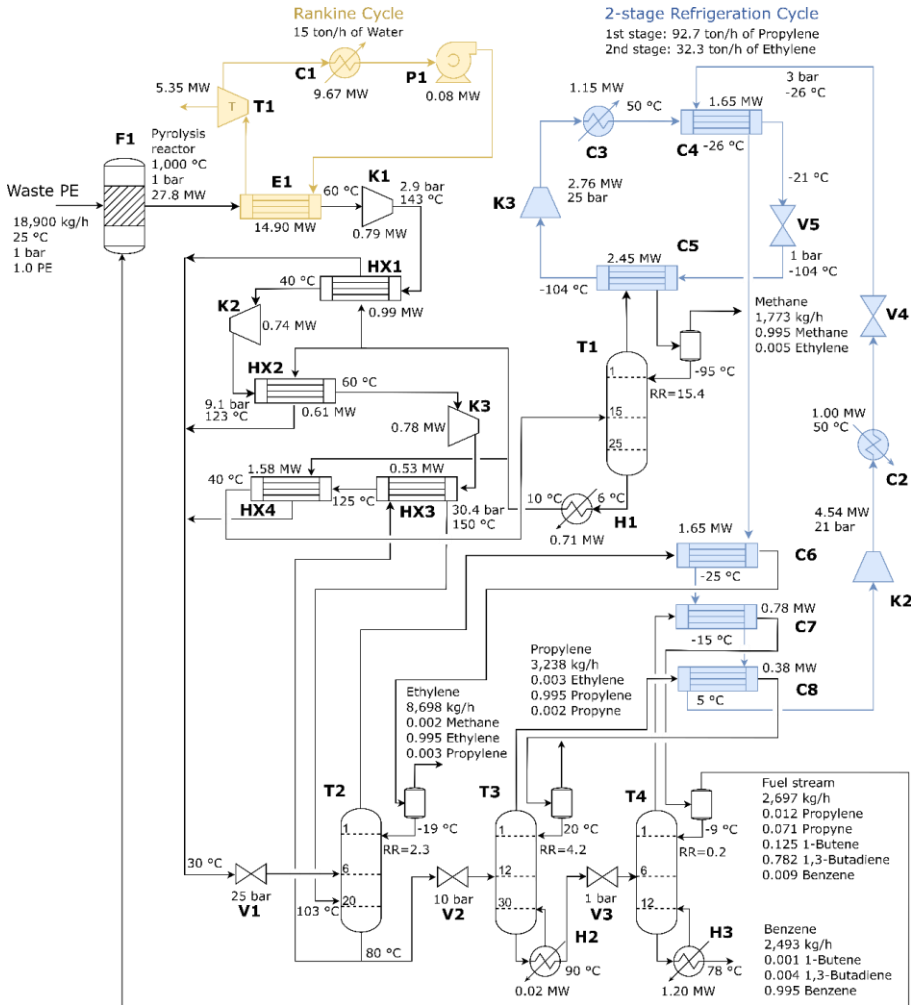 Rankine Cycle
15 ton/h of Water
C1
9.67 MW
P1
0.08 MW
5.35 MW
T
T1
2-stage Refrigeration Cycle
1st stage: 92.7 ton/h of Propylene
2nd stage: 32.3 ton/h of Ethylene
3 bar
-26 °C
1.15 MW
50 °C
C3
1.65 MW
C4
-26 °C
K3
2.76 MW
25 bar
-21 °C
V5
1 bar
-104 °C
C5
2.45 MW
-104 °C
F1
Pyrolysis
reactor
1,000 °C
1 bar
27.8 MW
Waste PE
18,900 kg/h
25 °C
1 bar
1.0 PE
E1
14.90 MW
60 °C
K1
2.9 bar
143 °C
0.79 MW
HX1
40 °C
0.99 MW
K2
0.74 MW
HX2
60 °C
0.61 MW
9.1 bar
123 °C
K3
0.78 MW
1.58 MW
0.53 MW
40 °C
125 °C
HX4
HX3
30.4 bar
150 °C
T1
1
15
25
-95 °C
RR=15.4
Methane
1,773 kg/h
0.995 Methane
0.005 Ethylene
V4
1.00 MW
50 °C
C2
10 °C
6 °C
H1
0.71 MW
4.54 MW
21 bar
K2
1.65 MW
C6
-25 °C
0.78 MW
C7
-15 °C
0.38 MW
C8
5 °C
Propylene
3,238 kg/h
0.003 Ethylene
0.995 Propylene
0.002 Propyne
Ethylene
8,698 kg/h
0.002 Methane
0.995 Ethylene
0.003 Propylene
T2
1
6
20
-19 °C
RR=2.3
30 °C
25 bar
V1
103 °C
80 °C
10 bar
V2
T3
1
12
30
20 °C
RR=4.2
1 bar
V3
H2
90 °C
0.02 MW
T4
1
6
12
-9 °C
RR=0.2
H3
78 °C
1.20 MW
Fuel stream
2,697 kg/h
0.012 Propylene
0.071 Propyne
0.125 1-Butene
0.782 1,3-Butadiene
0.009 Benzene
Benzene
2,493 kg/h
0.001 1-Butene
0.004 1,3-Butadiene
0.995 Benzene